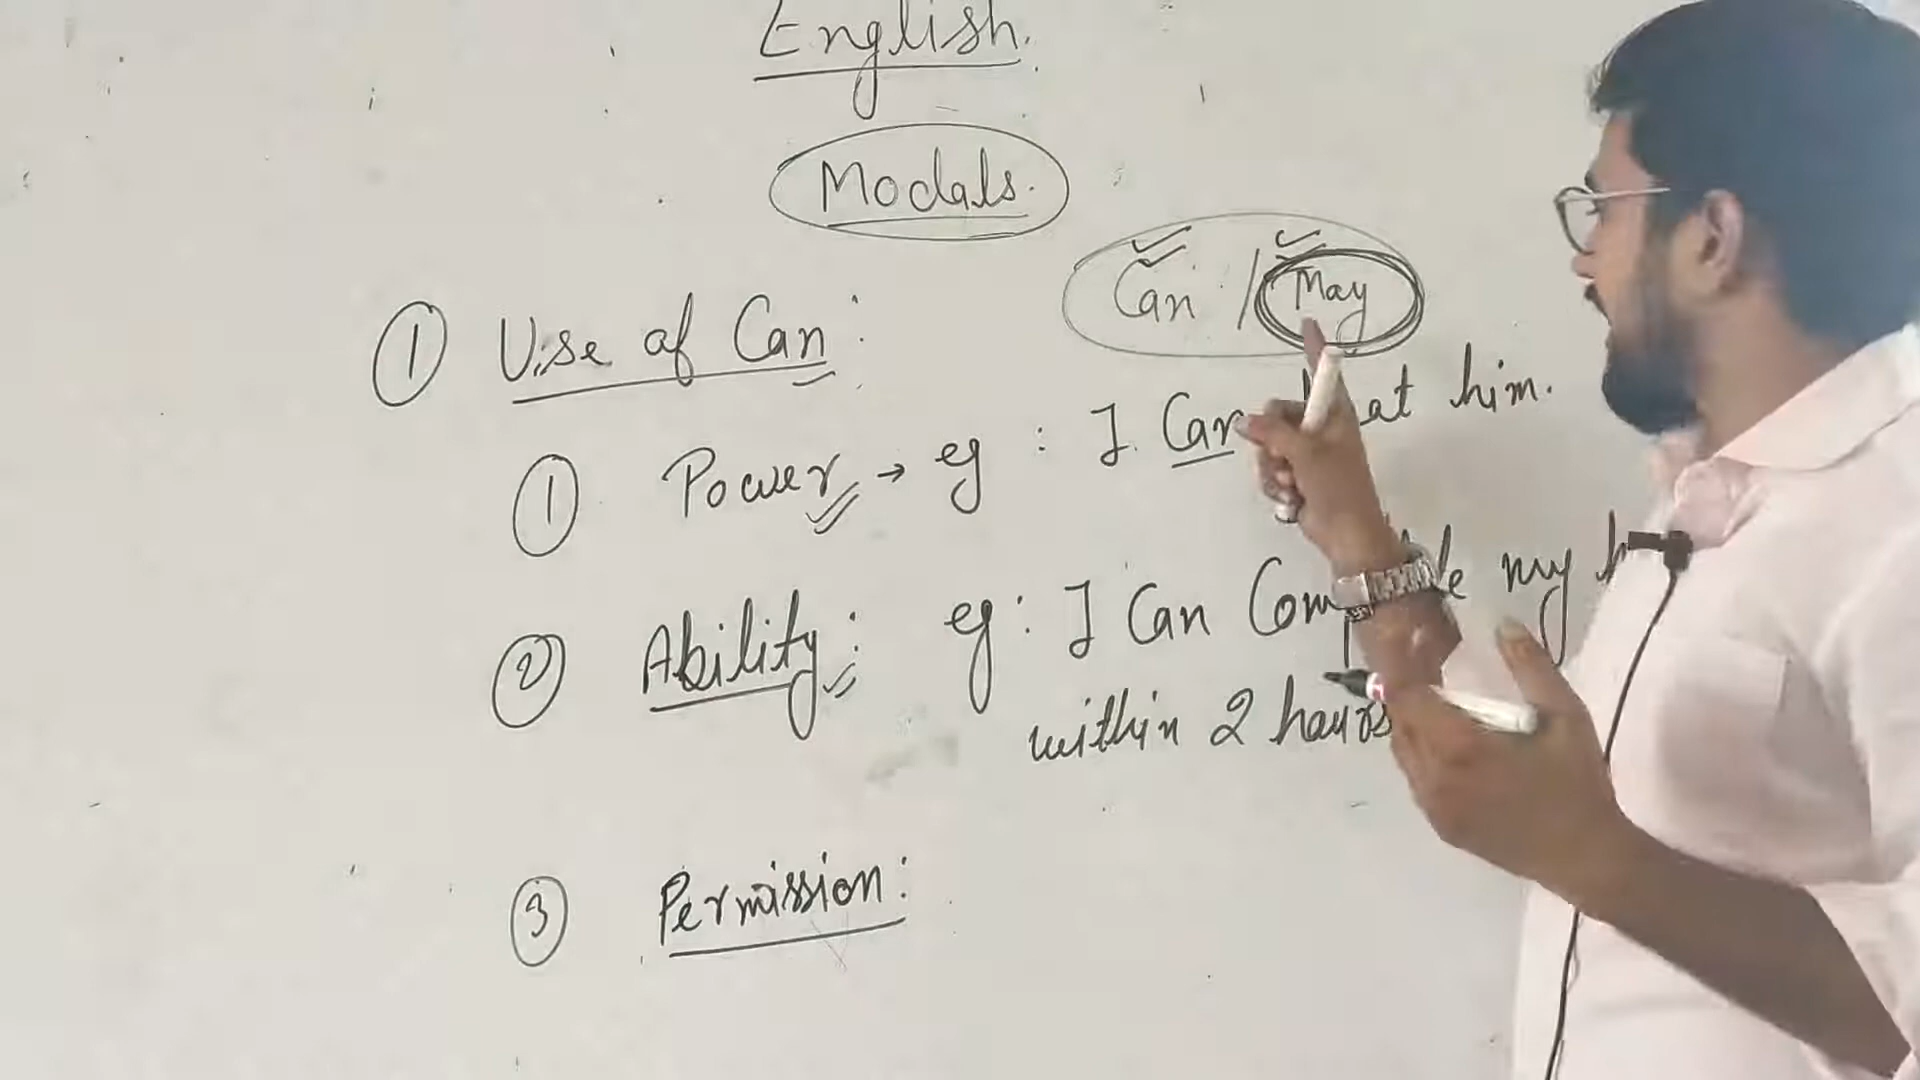 English.
Modals.
Can / May
① Use of Can:
① Power → eg : I Can at him.
② Ability: eg: I Can my
within 2 hours
③ Permission: